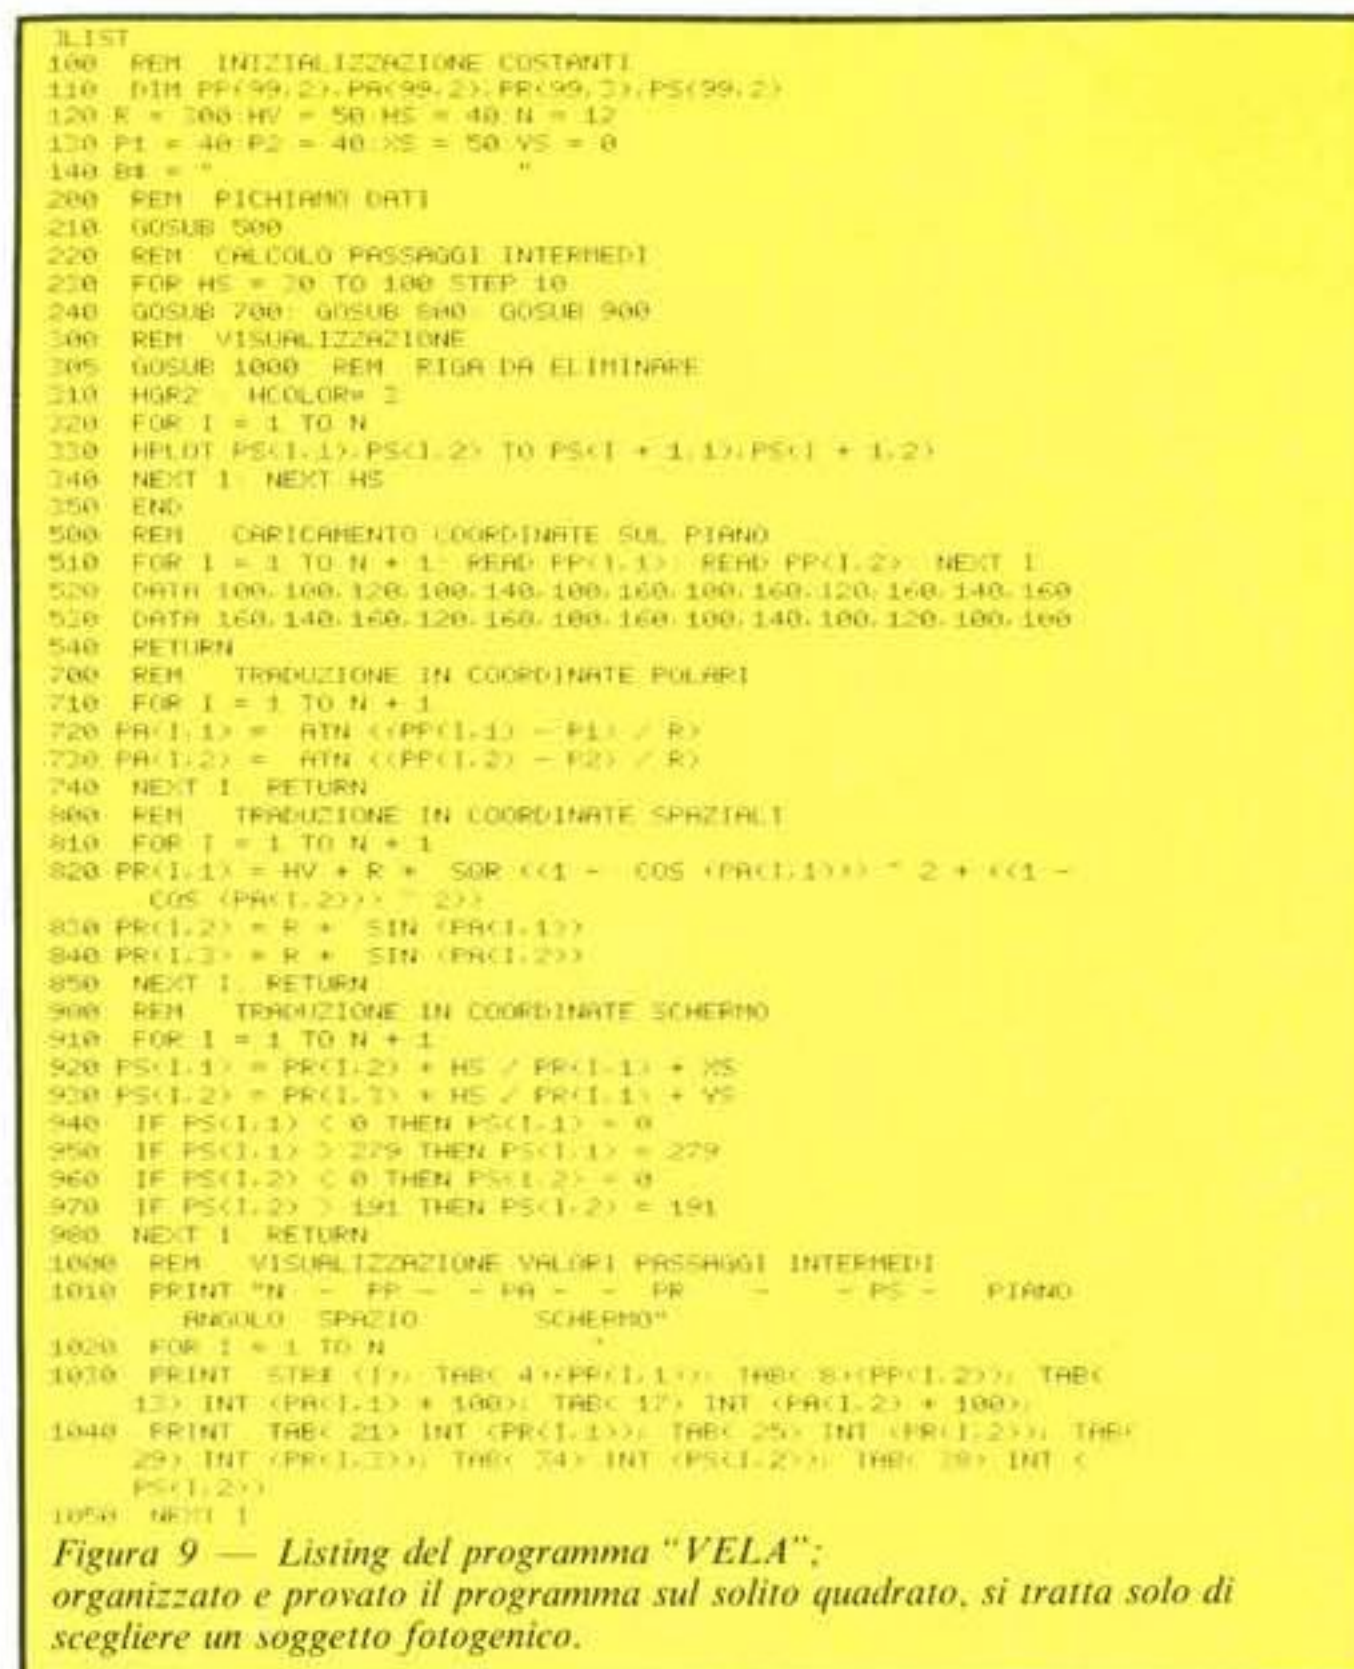 ]LIST
100  REM  INIZIALIZZAZIONE COSTANTI
110  DIM PP(99,2),PA(99,2),PR(99,3),PS(99,2)
120 R = 300:HV = 50:HS = 40:N = 12
130 P1 = 40:P2 = 40:XS = 50:YS = 0
140 B$ = "                    "
200  REM  RICHIAMO DATI
210  GOSUB 500
220  REM  CALCOLO PASSAGGI INTERMEDI
230  FOR HS = 30 TO 100 STEP 10
240  GOSUB 700: GOSUB 800: GOSUB 900
300  REM  VISUALIZZAZIONE
305  GOSUB 1000: REM  RIGA DA ELIMINARE
310  HGR2 : HCOLOR= 3
320  FOR I = 1 TO N
330  HPLOT PS(I,1),PS(I,2) TO PS(I + 1,1),PS(I + 1,2)
340  NEXT I: NEXT HS
350  END
500  REM   CARICAMENTO COORDINATE SUL PIANO
510  FOR I = 1 TO N + 1: READ PP(I,1): READ PP(I,2): NEXT I
520  DATA 100,100,120,100,140,100,160,100,160,120,160,140,160
530  DATA 160,140,160,120,160,100,160,100,140,100,120,100,100
540  RETURN
700  REM   TRADUZIONE IN COORDINATE POLARI
710  FOR I = 1 TO N + 1
720 PA(I,1) =  ATN ((PP(I,1) - P1) / R)
730 PA(I,2) =  ATN ((PP(I,2) - P2) / R)
740  NEXT I: RETURN
800  REM   TRADUZIONE IN COORDINATE SPAZIALI
810  FOR I = 1 TO N + 1
820 PR(I,1) = HV + R *  SQR ((1 -  COS (PA(I,1))) ^ 2 + ((1 -
COS (PA(I,2))) ^ 2))
830 PR(I,2) = R *  SIN (PA(I,1))
840 PR(I,3) = R *  SIN (PA(I,2))
850  NEXT I: RETURN
900  REM   TRADUZIONE IN COORDINATE SCHERMO
910  FOR I = 1 TO N + 1
920 PS(I,1) = PR(I,2) * HS / PR(I,1) + XS
930 PS(I,2) = PR(I,3) * HS / PR(I,1) + YS
940  IF PS(I,1) < 0 THEN PS(I,1) = 0
950  IF PS(I,1) > 279 THEN PS(I,1) = 279
960  IF PS(I,2) < 0 THEN PS(I,2) = 0
970  IF PS(I,2) > 191 THEN PS(I,2) = 191
980  NEXT I: RETURN
1000  REM   VISUALIZZAZIONE VALORI PASSAGGI INTERMEDI
1010  PRINT "N  -  PP -  - PA -  -  PR    -    - PS -   PIANO
ANGOLO  SPAZIO       SCHERMO"
1020  FOR I = 1 TO N
1030  PRINT  STR$ (I); TAB( 4);(PP(I,1)); TAB( 8);(PP(I,2)); TAB(
13) INT (PA(I,1) * 100); TAB( 17) INT (PA(I,2) * 100);
1040  PRINT  TAB( 21) INT (PR(I,1)); TAB( 25) INT (PR(I,2)); TAB(
29) INT (PR(I,3)); TAB( 34) INT (PS(I,2)); TAB( 38) INT (
PS(I,2))
1050  NEXT I
Figura 9 — Listing del programma "VELA";
organizzato e provato il programma sul solito quadrato, si tratta solo di
scegliere un soggetto fotogenico.